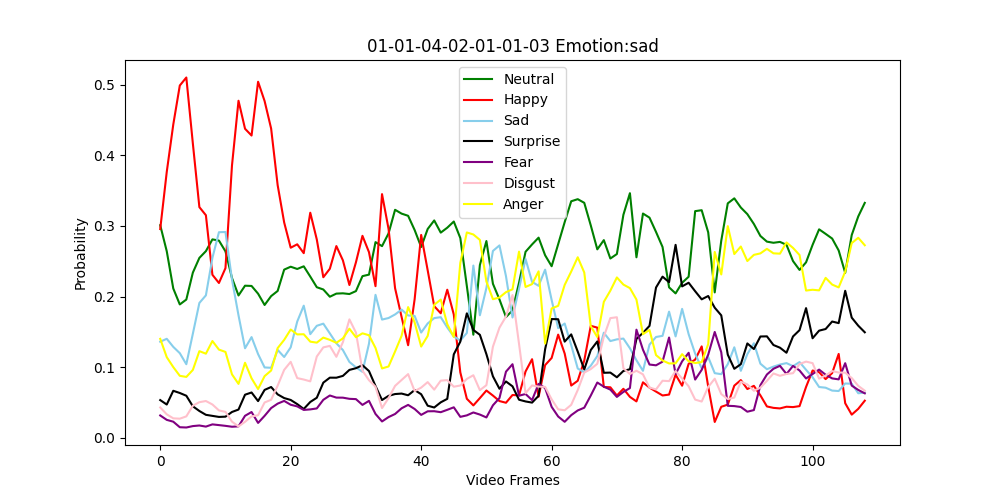 01-01-04-02-01-01-03 Emotion:sad
Probability
0.5
0.4
0.3
0.2
0.1
0.0
Neutral
Happy
Sad
Surprise
Fear
Disgust
Anger
0 20 40 60 80 100
Video Frames